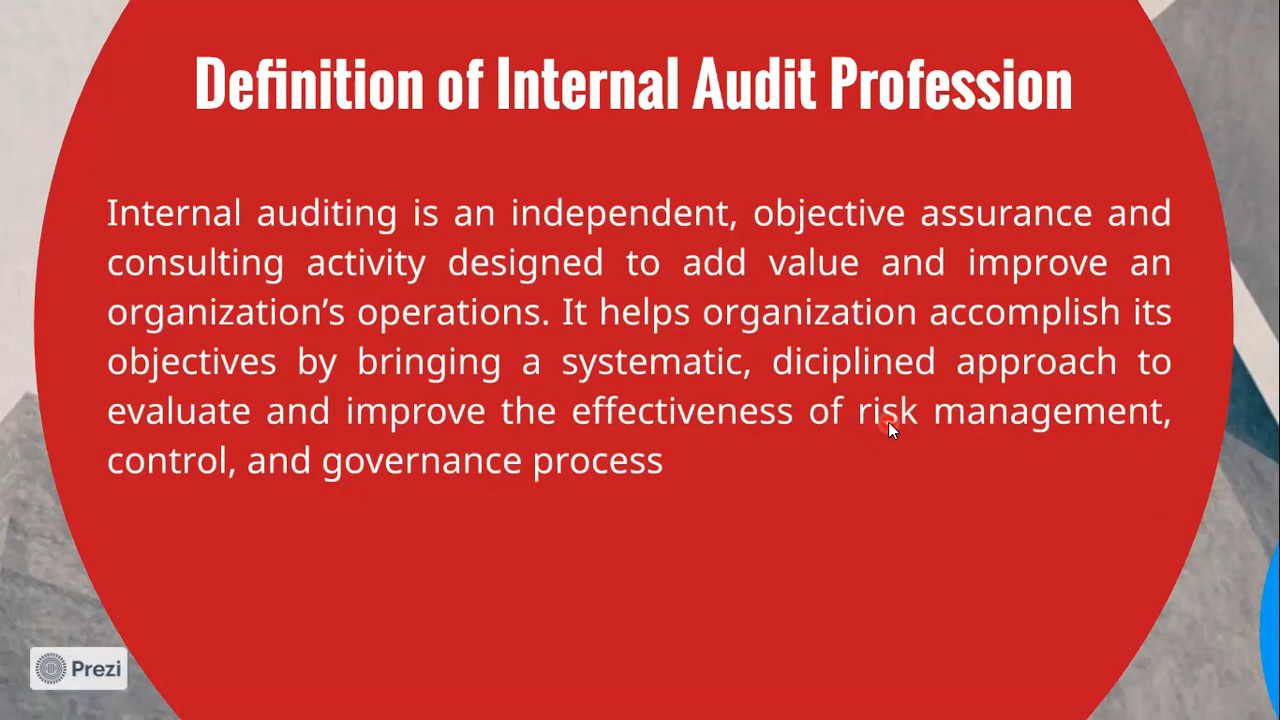 Definition of Internal Audit Profession
Internal auditing is an independent, objective assurance and
consulting activity designed to add value and improve an
organization’s operations. It helps organization accomplish its
objectives by bringing a systematic, diciplined approach to
evaluate and improve the effectiveness of risk management,
control, and governance process
Prezi